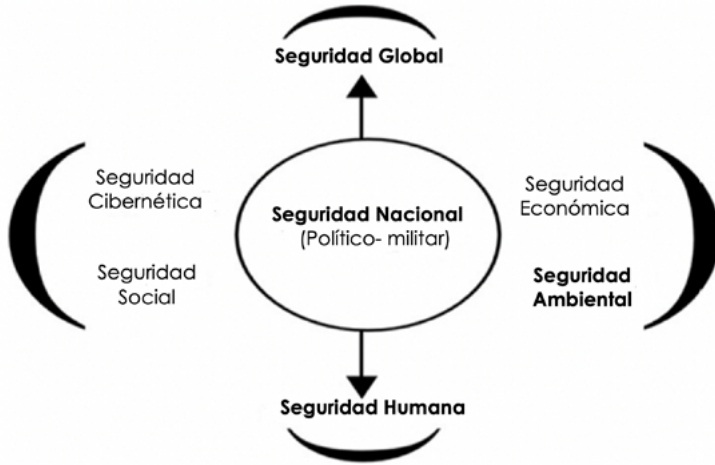 Seguridad Global
Seguridad
Cibernética
Seguridad
Social
Seguridad Nacional
(Político- militar)
Seguridad
Económica
Seguridad
Ambiental
Seguridad Humana